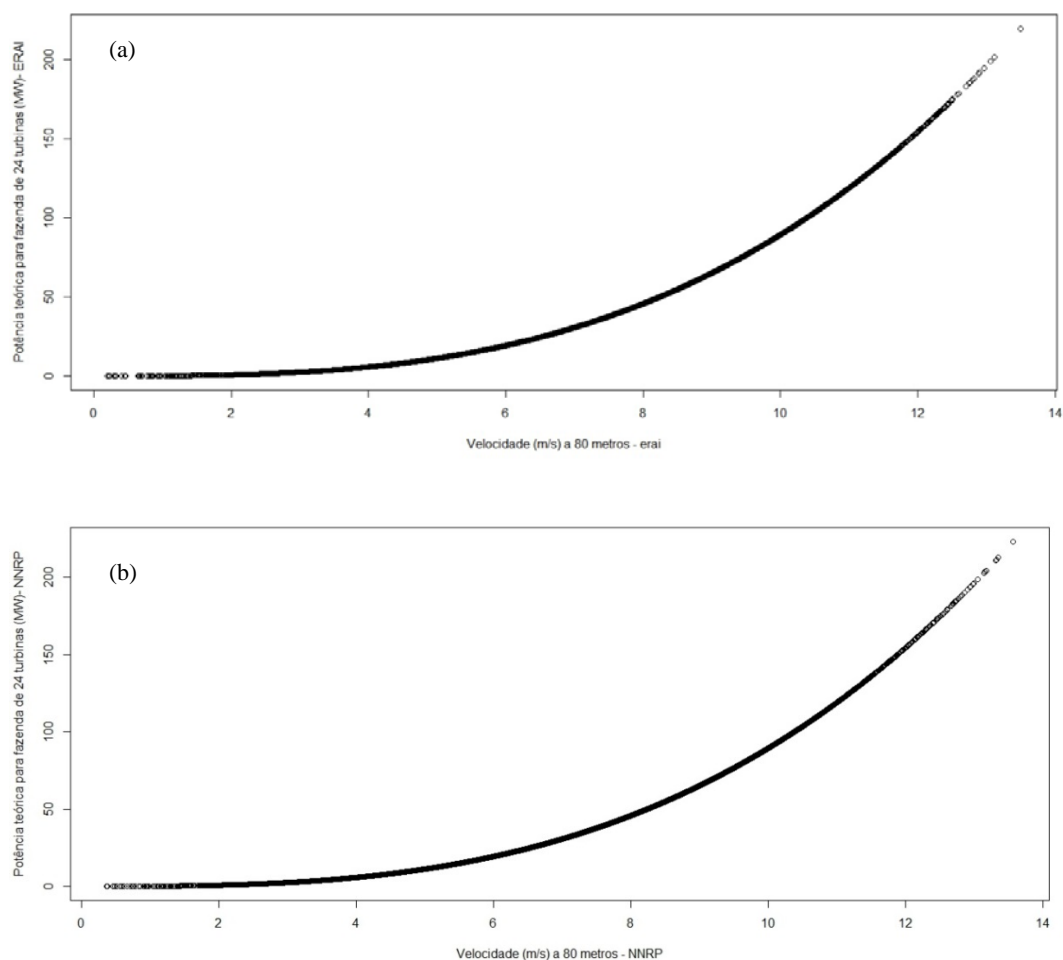 (a)
Potência teórica para fazenda de 24 turbinas (MW)- ERAI
200
150
100
50
0
0 2 4 6 8 10 12 14
Velocidade (m/s) a 80 metros - erai
(b)
Potência teórica para fazenda de 24 turbinas (MW)- NNRP
200
150
100
50
0
0 2 4 6 8 10 12 14
Velocidade (m/s) a 80 metros - NNRP